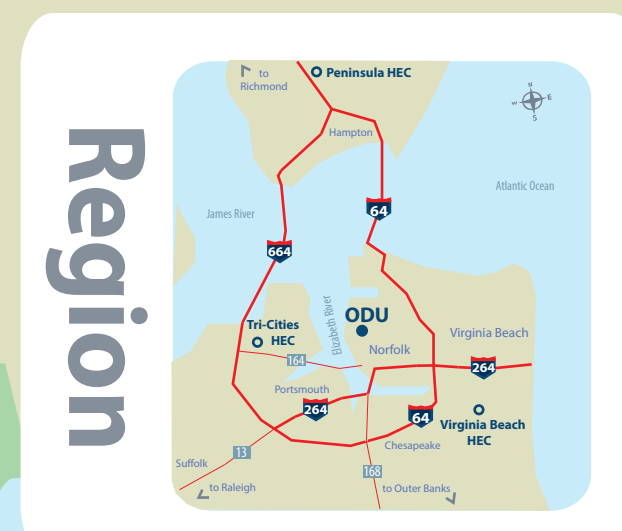 Region
to
Richmond
Peninsula HEC
N
W
E
S
Hampton
Atlantic Ocean
James River
64
664
Elizabeth River
ODU
Tri-Cities
HEC
Norfolk
Virginia Beach
164
264
Portsmouth
264
64
Virginia Beach
HEC
Chesapeake
13
Suffolk
168
to Raleigh
to Outer Banks